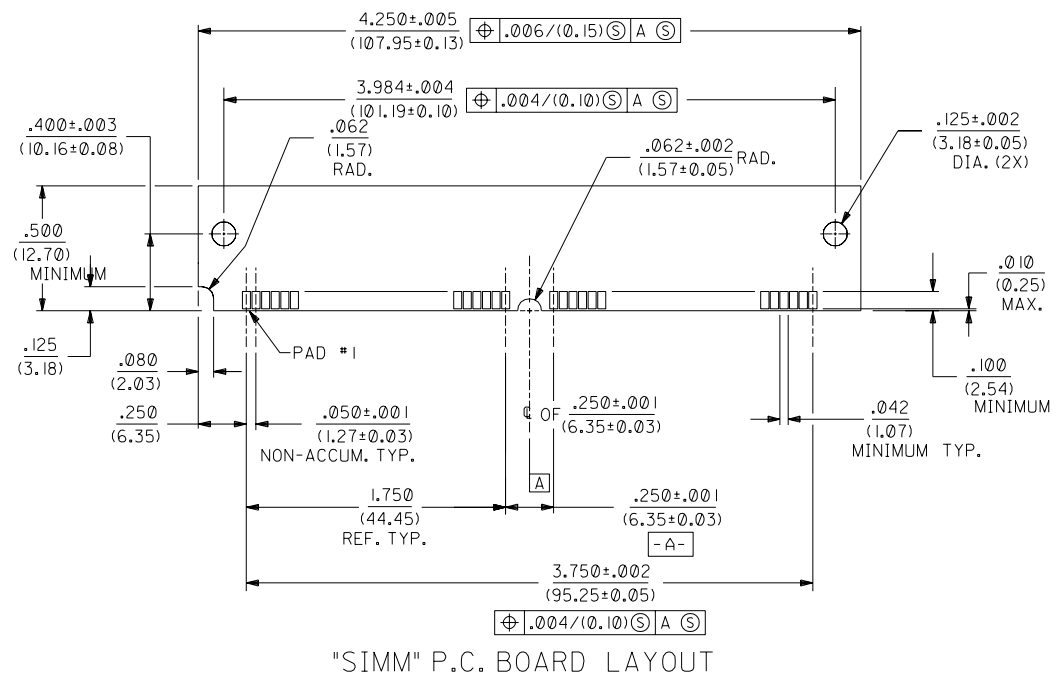 4.250±.005
(107.95±0.13)
⌖ .006/(0.15)Ⓢ A Ⓢ
3.984±.004
(101.19±0.10)
⌖ .004/(0.10)Ⓢ A Ⓢ
.400±.003
(10.16±0.08)
.062
(1.57)
RAD.
.062±.002
(1.57±0.05) RAD.
.125±.002
(3.18±0.05)
DIA. (2X)
.500
(12.70)
MINIMUM
.010
(0.25)
MAX.
.125
(3.18)
.080
(2.03)
PAD #1
.100
(2.54)
MINIMUM
.250
(6.35)
.050±.001
(1.27±0.03)
NON-ACCUM. TYP.
℄ OF .250±.001
(6.35±0.03)
.042
(1.07)
MINIMUM TYP.
A
1.750
(44.45)
REF. TYP.
.250±.001
(6.35±0.03)
-A-
3.750±.002
(95.25±0.05)
⌖ .004/(0.10)Ⓢ A Ⓢ
"SIMM" P.C. BOARD LAYOUT